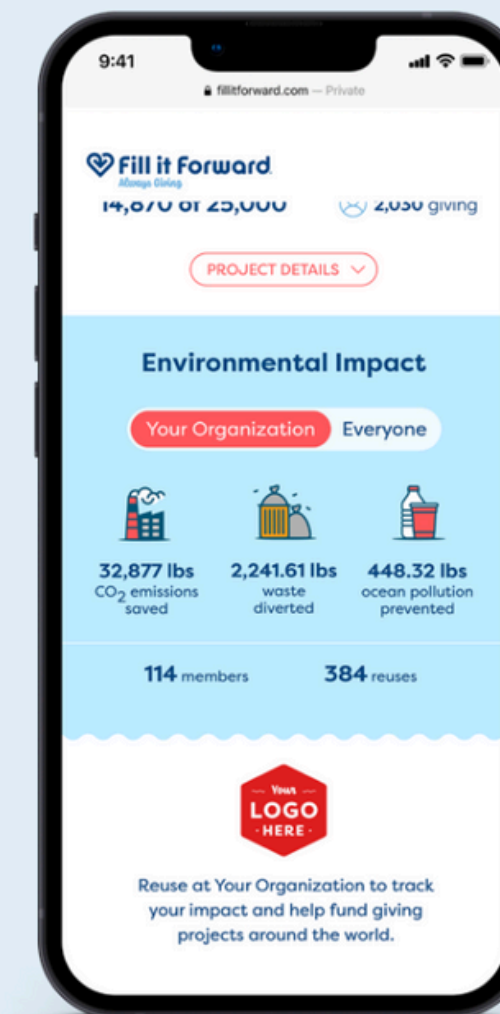 9:41
fillitforward.com — Private
Fill it Forward
Always Giving
14,870 of 25,000 2,030 giving
PROJECT DETAILS
Environmental Impact
Your Organization Everyone
32,877 lbs 2,241.61 lbs 448.32 lbs
CO2 emissions waste ocean pollution
saved diverted prevented
114 members 384 reuses
Your
LOGO
· HERE ·
Reuse at Your Organization to track
your impact and help fund giving
projects around the world.